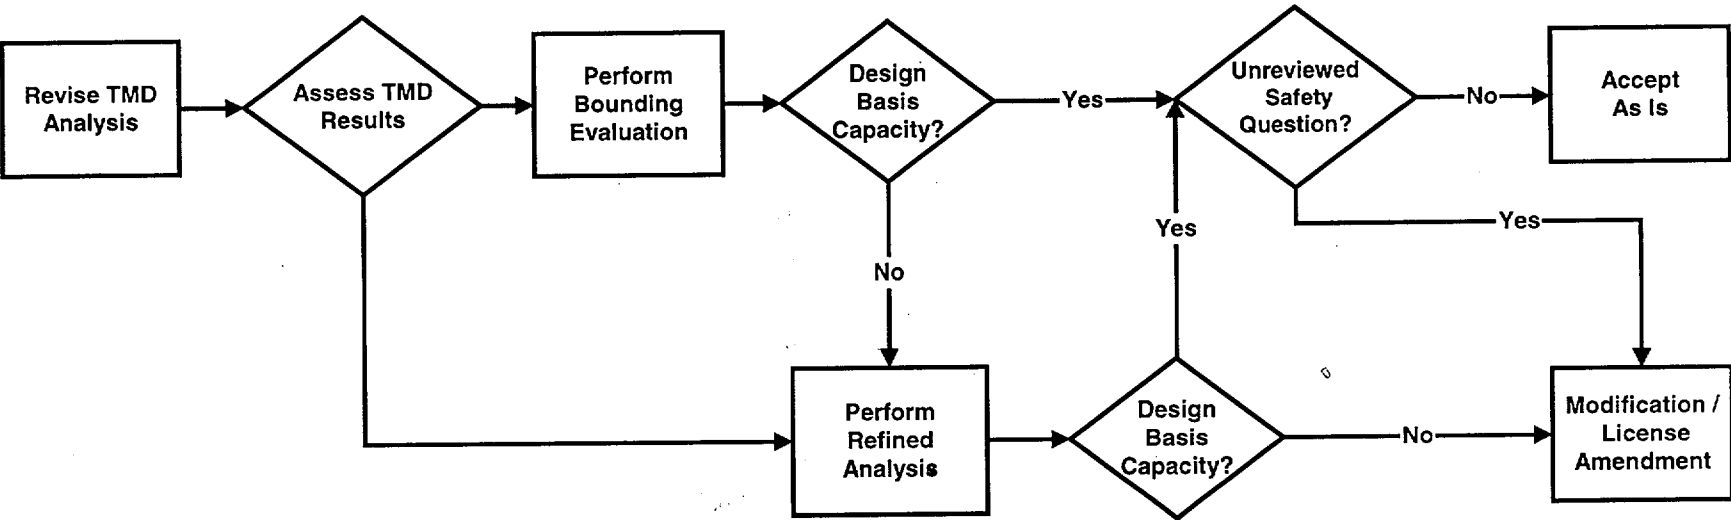 Revise TMD
Analysis
Assess TMD
Results
Perform
Bounding
Evaluation
Design
Basis
Capacity?
Yes
Unreviewed
Safety
Question?
No
Accept
As Is
Yes
Yes
No
Perform
Refined
Analysis
Design
Basis
Capacity?
No
Modification /
License
Amendment